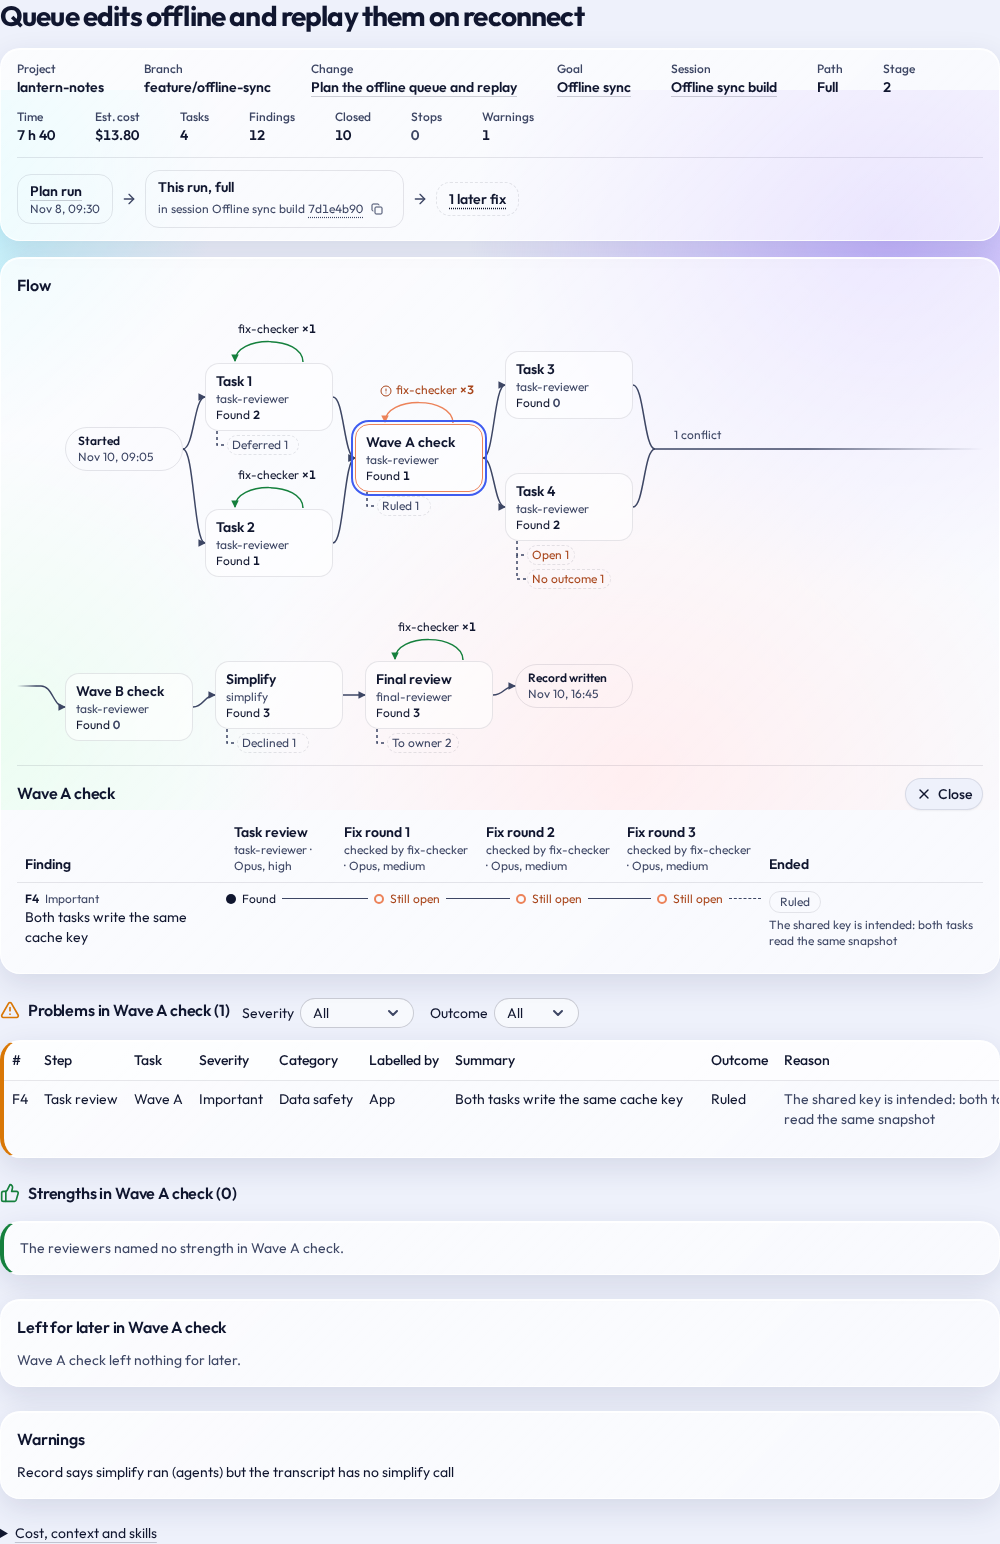 Queue edits offline and replay them on reconnect
Project Branch Change Goal Session Path Stage
lantern-notes feature/offline-sync Plan the offline queue and replay Offline sync Offline sync build Full 2
Time Est. cost Tasks Findings Closed Stops Warnings
7 h 40 $13.80 4 12 10 0 1
Plan run
Nov 8, 09:30
This run, full
in session Offline sync build 7d1e4b90
1 later fix
Flow
fix-checker ×1
Task 1
task-reviewer
Found 2
Deferred 1
Started
Nov 10, 09:05
fix-checker ×1
Task 2
task-reviewer
Found 1
fix-checker ×3
Wave A check
task-reviewer
Found 1
Ruled 1
Task 3
task-reviewer
Found 0
1 conflict
Task 4
task-reviewer
Found 2
Open 1
No outcome 1
Wave B check
task-reviewer
Found 0
Simplify
simplify
Found 3
Declined 1
fix-checker ×1
Final review
final-reviewer
Found 3
To owner 2
Record written
Nov 10, 16:45
Wave A check
Close
Finding
Task review
task-reviewer ·
Opus, high
Fix round 1
checked by fix-checker
· Opus, medium
Fix round 2
checked by fix-checker
· Opus, medium
Fix round 3
checked by fix-checker
· Opus, medium
Ended
F4 Important
Both tasks write the same
cache key
Found Still open Still open Still open
Ruled
The shared key is intended: both tasks
read the same snapshot
Problems in Wave A check (1) Severity All Outcome All
# Step Task Severity Category Labelled by Summary Outcome Reason
F4 Task review Wave A Important Data safety App Both tasks write the same cache key Ruled The shared key is intended: both
read the same snapshot
Strengths in Wave A check (0)
The reviewers named no strength in Wave A check.
Left for later in Wave A check
Wave A check left nothing for later.
Warnings
Record says simplify ran (agents) but the transcript has no simplify call
Cost, context and skills